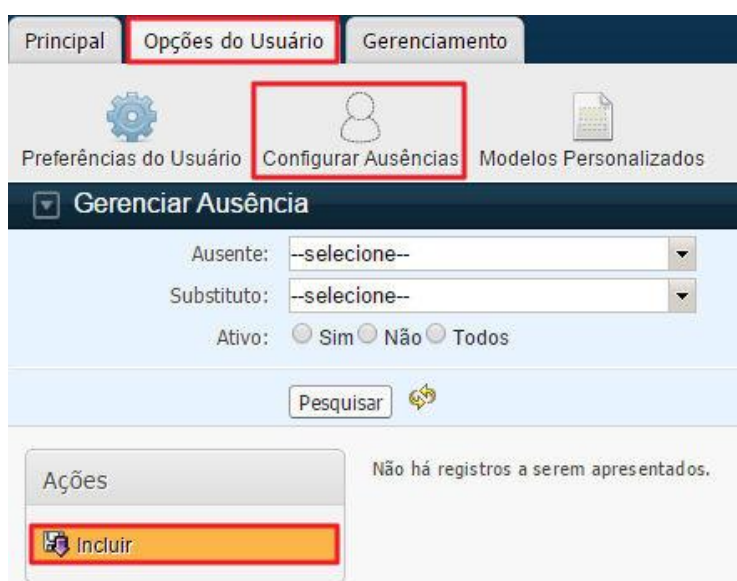 Principal Opções do Usuário Gerenciamento
Preferências do Usuário Configurar Ausências Modelos Personalizados
Gerenciar Ausência
Ausente: --selecione--
Substituto: --selecione--
Ativo: Sim Não Todos
Pesquisar
Ações
Não há registros a serem apresentados.
Incluir